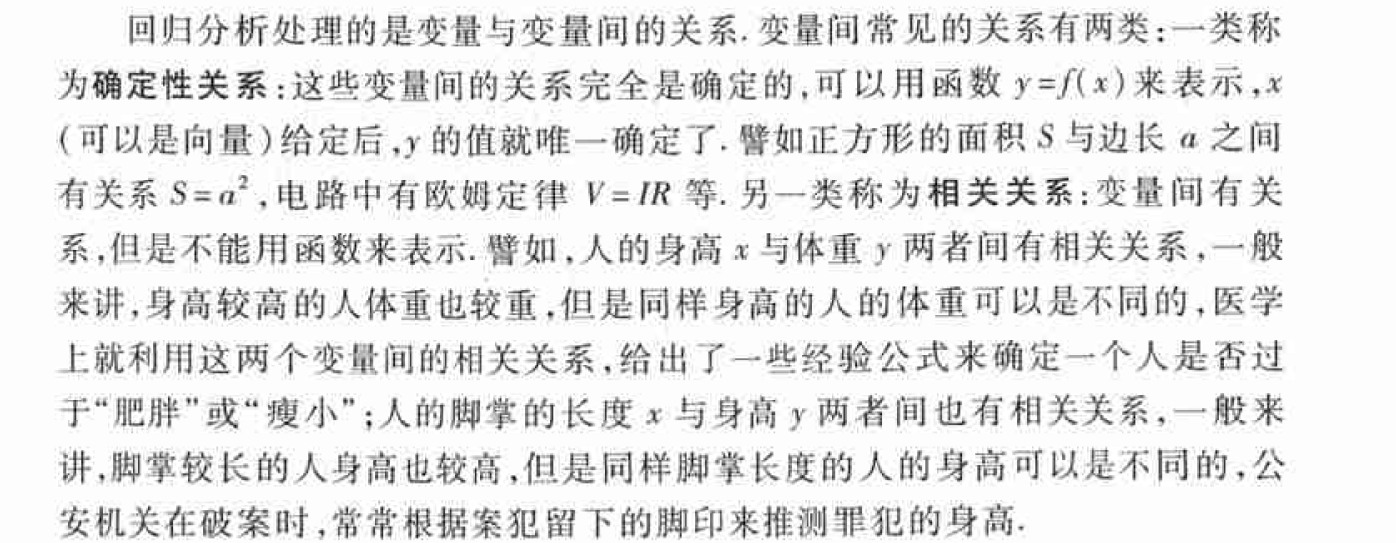 回归分析处理的是变量与变量间的关系.变量间常见的关系有两类:一类称
为确定性关系:这些变量间的关系完全是确定的,可以用函数 y=f(x)来表示,x
(可以是向量)给定后,y 的值就唯一确定了.譬如正方形的面积 S 与边长 a 之间
有关系 S=a²,电路中有欧姆定律 V=IR 等.另一类称为相关关系:变量间有关
系,但是不能用函数来表示.譬如,人的身高 x 与体重 y 两者间有相关关系,一般
来讲,身高较高的人体重也较重,但是同样身高的人的体重可以是不同的,医学
上就利用这两个变量间的相关关系,给出了一些经验公式来确定一个人是否过
于“肥胖”或“瘦小”;人的脚掌的长度 x 与身高 y 两者间也有相关关系,一般来
讲,脚掌较长的人身高也较高,但是同样脚掌长度的人的身高可以是不同的,公
安机关在破案时,常常根据案犯留下的脚印来推测罪犯的身高.